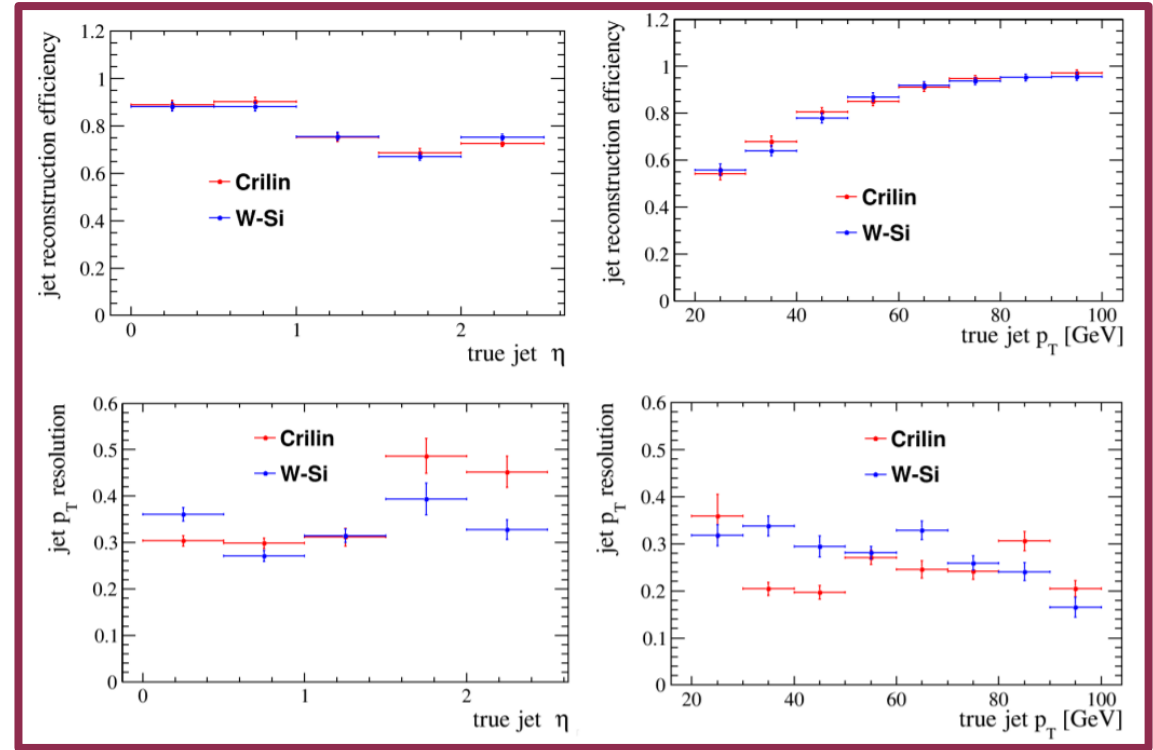 jet reconstruction efficiency
1.2
1
0.8
0.6
0.4
0.2
0
Crilin
W-Si
0 1 2
true jet η
jet reconstruction efficiency
1.2
1
0.8
0.6
0.4
0.2
0
Crilin
W-Si
20 40 60 80 100
true jet p_T [GeV]
jet p_T resolution
0.6
0.5
0.4
0.3
0.2
0.1
0
Crilin
W-Si
0 1 2
true jet η
jet p_T resolution
0.6
0.5
0.4
0.3
0.2
0.1
0
Crilin
W-Si
20 40 60 80 100
true jet p_T [GeV]